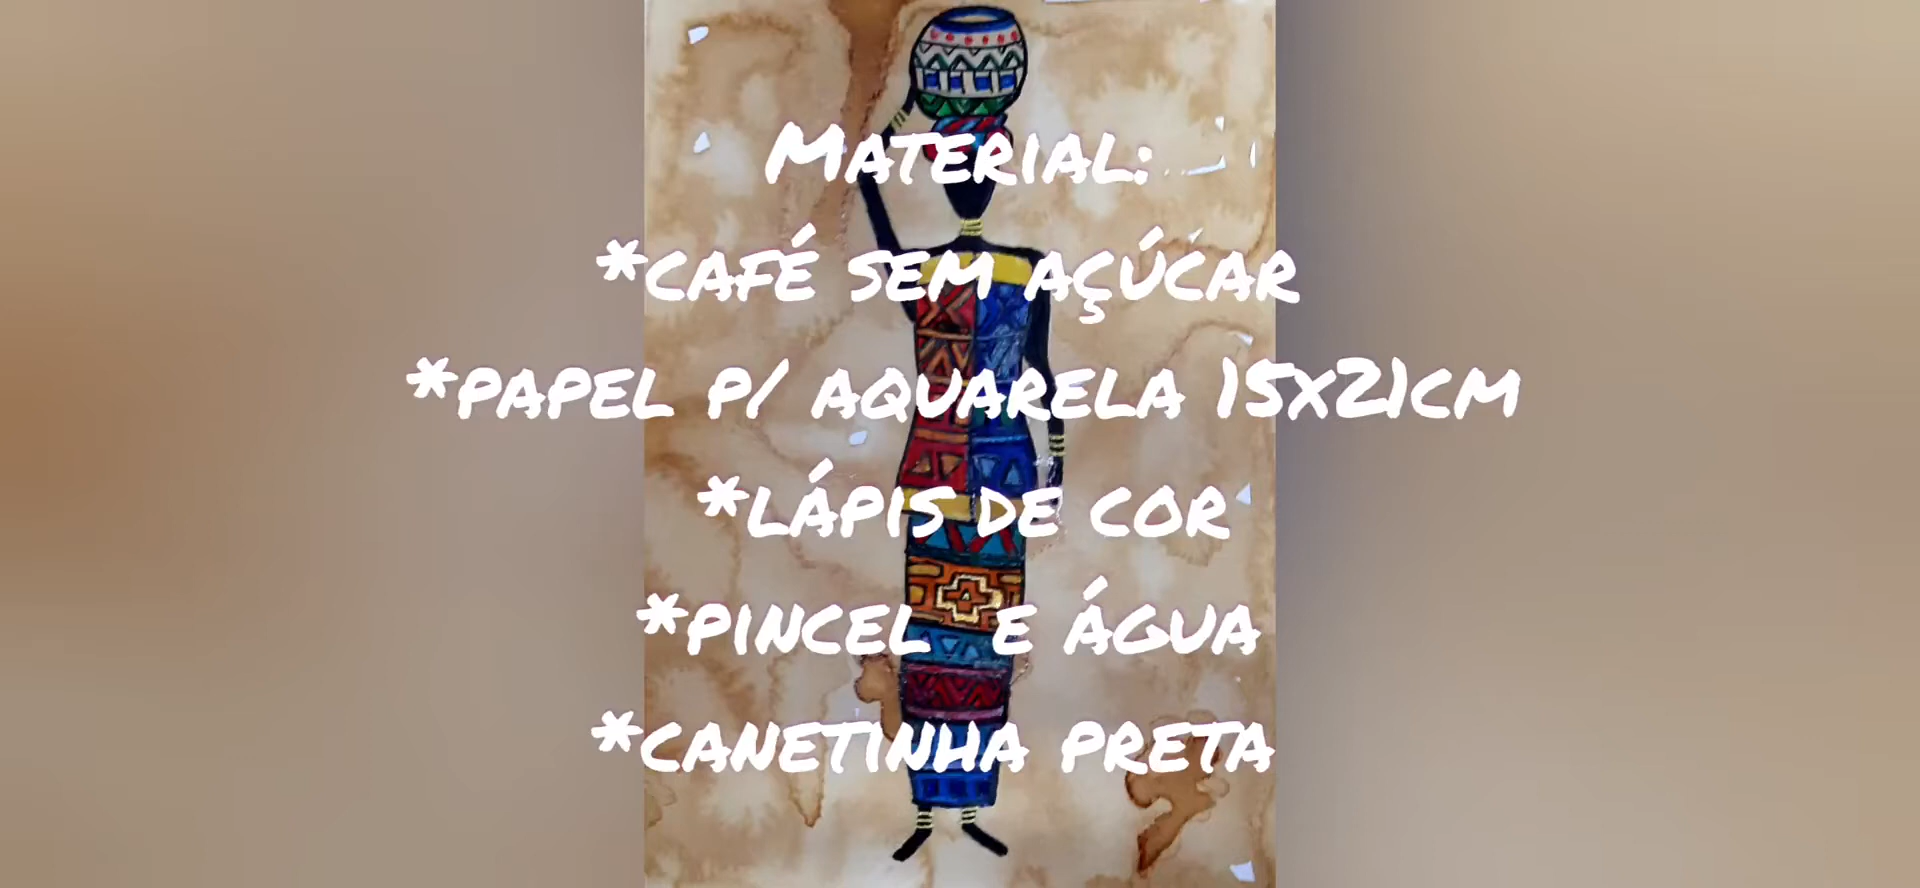 Material:
*café sem açúcar
*papel p/ aquarela 15x21cm
*lápis de cor
*pincel e água
*canetinha preta